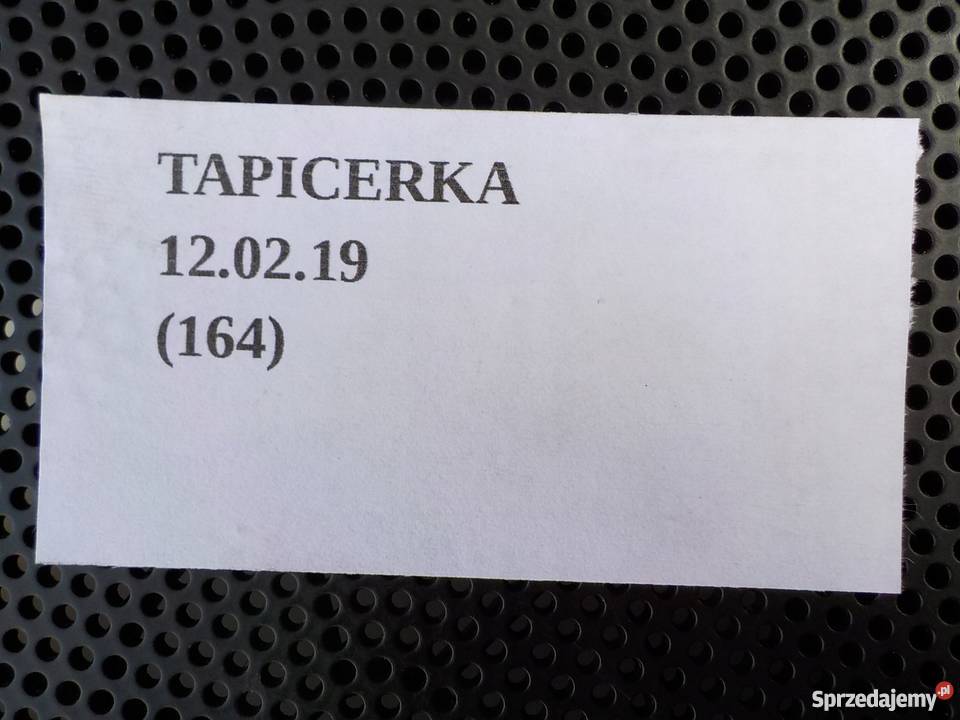 TAPICERKA
12.02.19
(164)
Sprzedajemy.pl